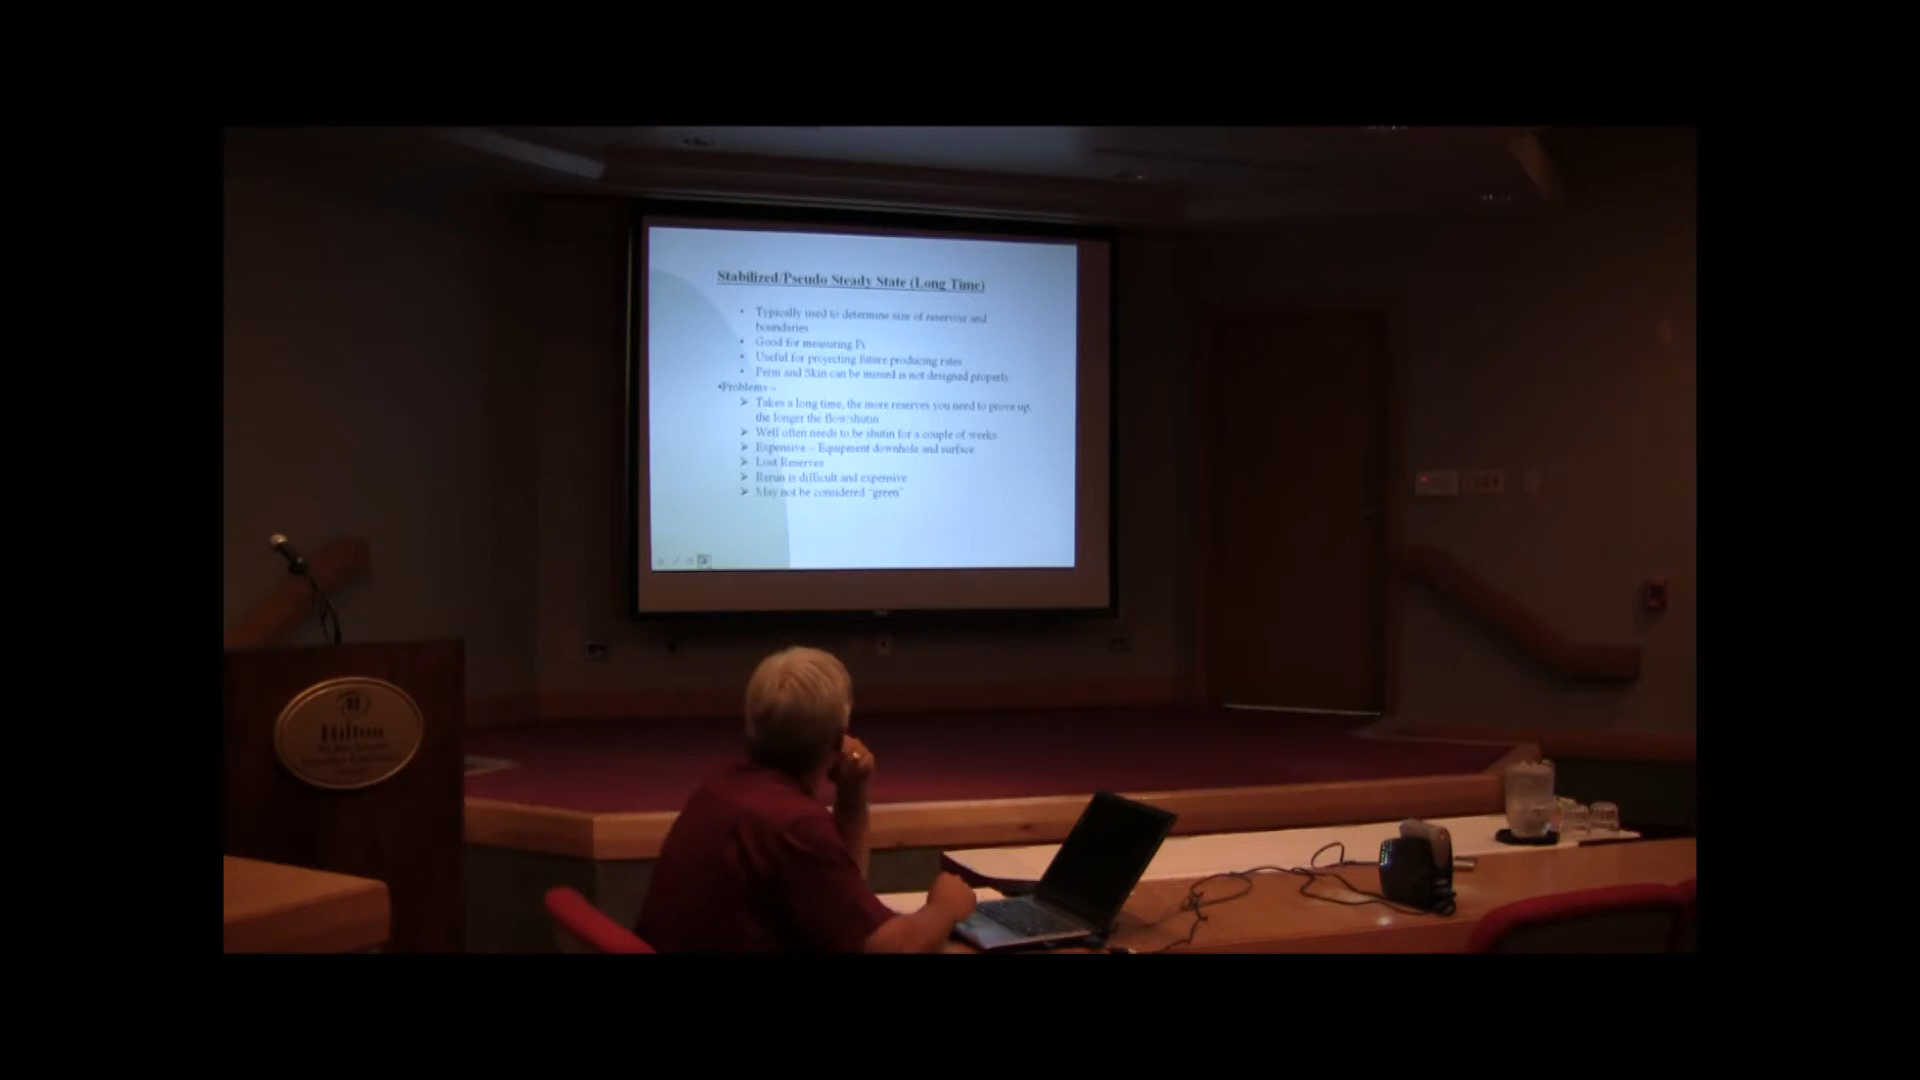 Stabilized/Pseudo Steady State (Long Time)
• Typically used to determine size of reservoir and
boundaries
• Good for measuring Pi
• Useful for projecting future producing rates
• Perm and Skin can be missed is not designed properly
•Problems –
➢ Takes a long time, the more reserves you need to prove up,
the longer the flow/shutin
➢ Well often needs to be shutin for a couple of weeks
➢ Expensive – Equipment downhole and surface
➢ Lost Reserves
➢ Rerun is difficult and expensive
➢ May not be considered "green"
Hilton